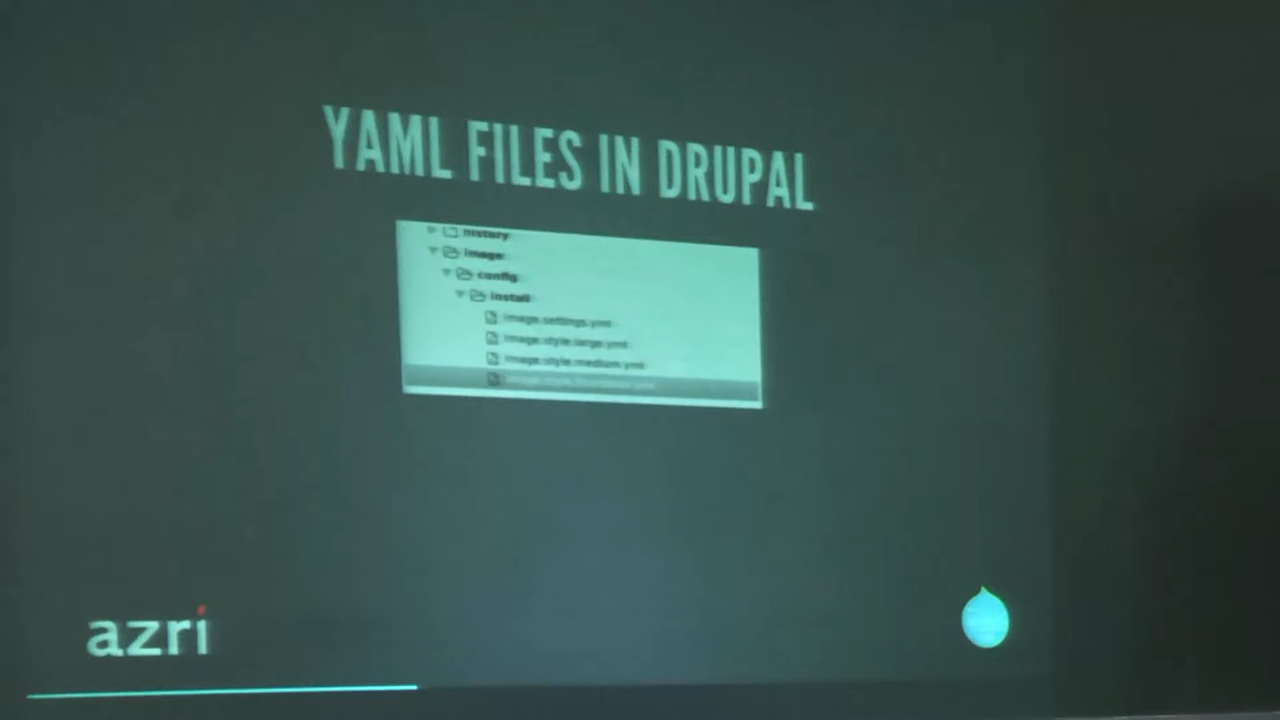 YAML FILES IN DRUPAL
history
image
config
install
image.settings.yml
image.style.large.yml
image.style.medium.yml
azri